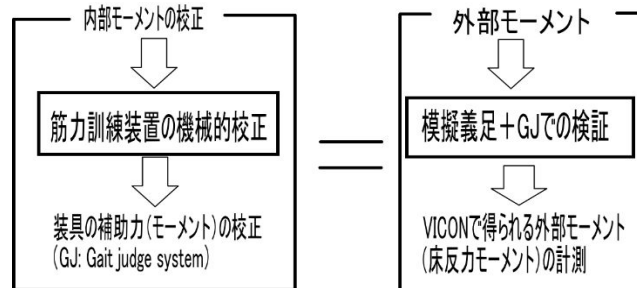 内部モーメントの校正
筋力訓練装置の機械的校正
装具の補助力(モーメント)の校正
(GJ: Gait judge system)
外部モーメント
模擬義足+GJでの検証
VICONで得られる外部モーメント
(床反力モーメント)の計測